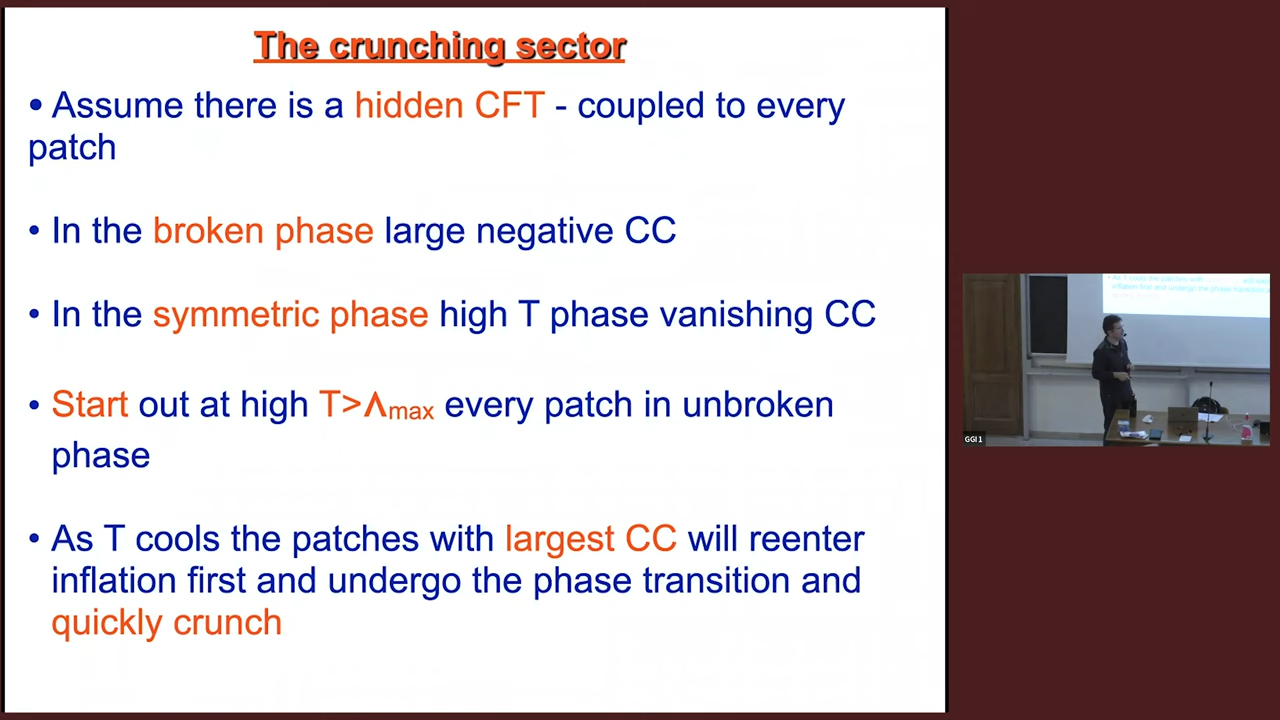 The crunching sector
• Assume there is a hidden CFT - coupled to every
patch
• In the broken phase large negative CC
• In the symmetric phase high T phase vanishing CC
• Start out at high T>Λmax every patch in unbroken
phase
• As T cools the patches with largest CC will reenter
inflation first and undergo the phase transition and
quickly crunch
GGI 1